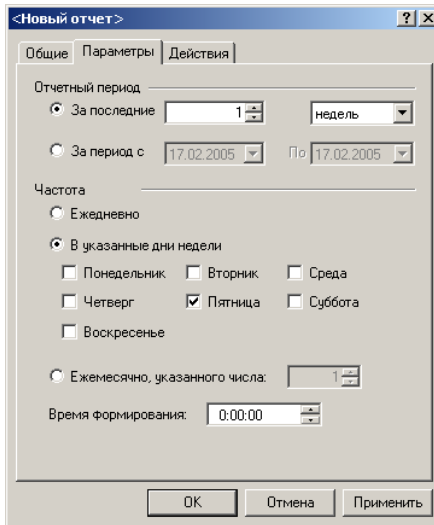 <Новый отчет>
Общие Параметры Действия
Отчетный период
За последние 1 недель
За период с 17.02.2005 По 17.02.2005
Частота
Ежедневно
В указанные дни недели
Понедельник Вторник Среда
Четверг Пятница Суббота
Воскресенье
Ежемесячно, указанного числа: 1
Время формирования: 0:00:00
OK Отмена Применить